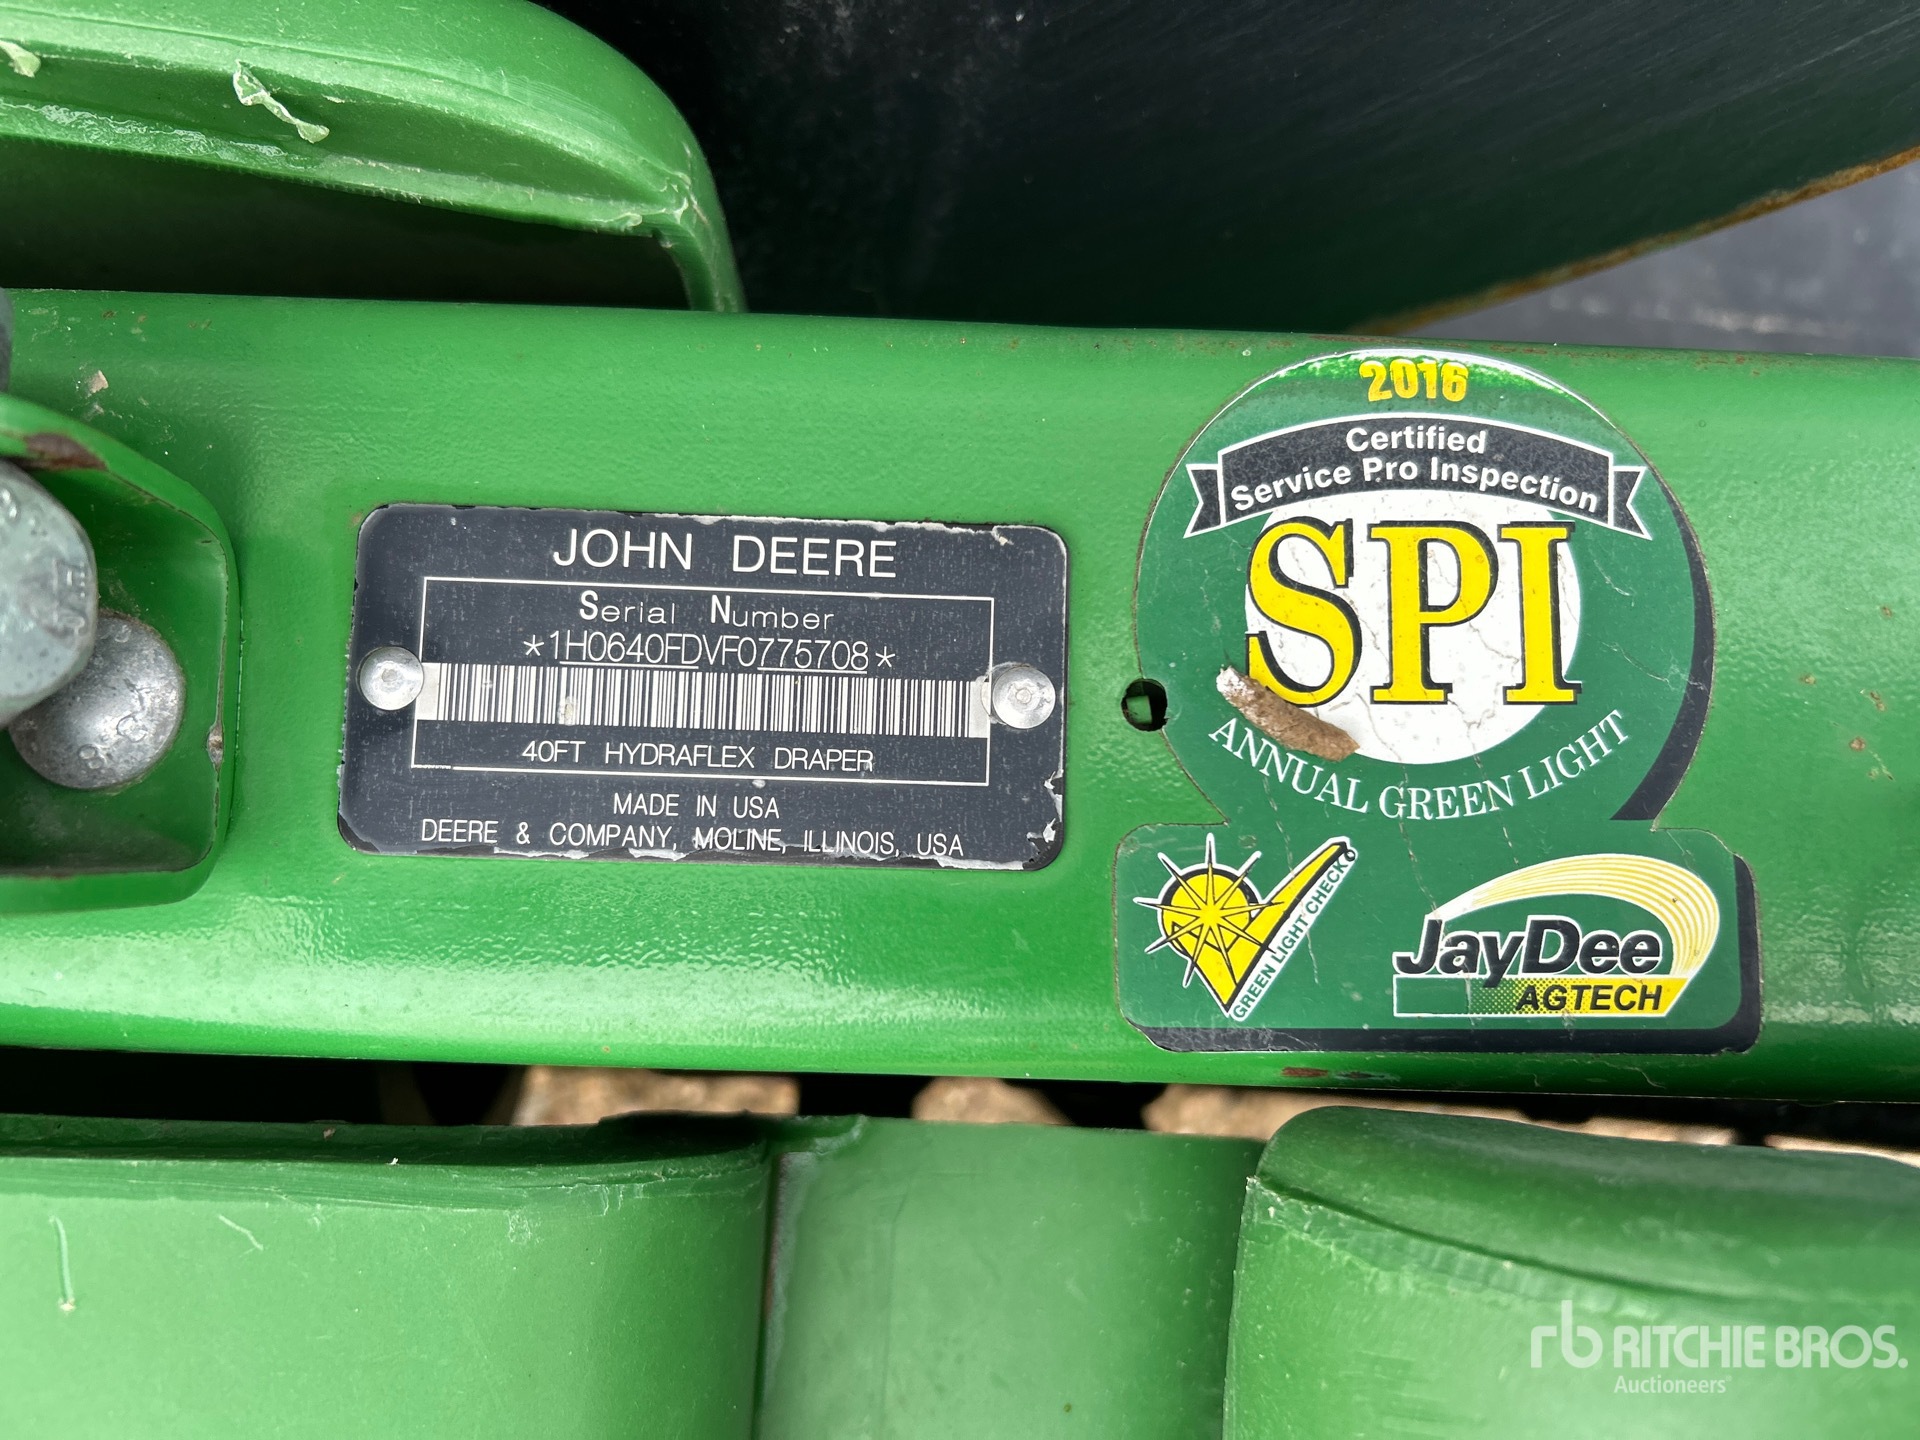 JOHN DEERE
Serial Number
*1H0640FDVF0775708*
40FT HYDRAFLEX DRAPER
MADE IN USA
DEERE & COMPANY, MOLINE, ILLINOIS, USA
2016
Certified
Service Pro Inspection
SPI
ANNUAL GREEN LIGHT
GREEN LIGHT CHECK
JayDee
AGTECH
rb RITCHIE BROS.
Auctioneers